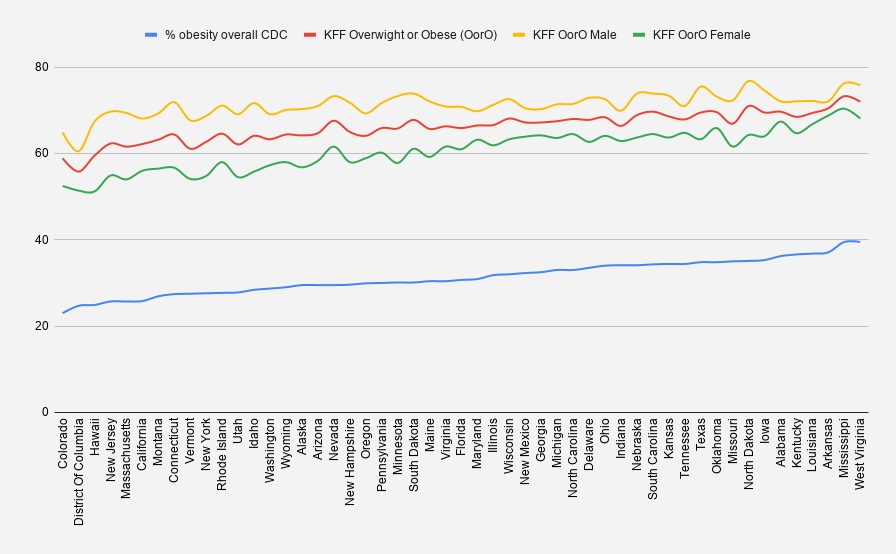 % obesity overall CDC KFF Overwight or Obese (OorO) KFF OorO Male KFF OorO Female
80
60
40
20
0
Colorado
District Of Columbia
Hawaii
New Jersey
Massachusetts
California
Montana
Connecticut
Vermont
New York
Rhode Island
Utah
Idaho
Washington
Wyoming
Alaska
Arizona
Nevada
New Hampshire
Oregon
Pennsylvania
Minnesota
South Dakota
Maine
Virginia
Florida
Maryland
Illinois
Wisconsin
New Mexico
Georgia
Michigan
North Carolina
Delaware
Ohio
Indiana
Nebraska
South Carolina
Kansas
Tennessee
Texas
Oklahoma
Missouri
North Dakota
Iowa
Alabama
Kentucky
Louisiana
Arkansas
Mississippi
West Virginia